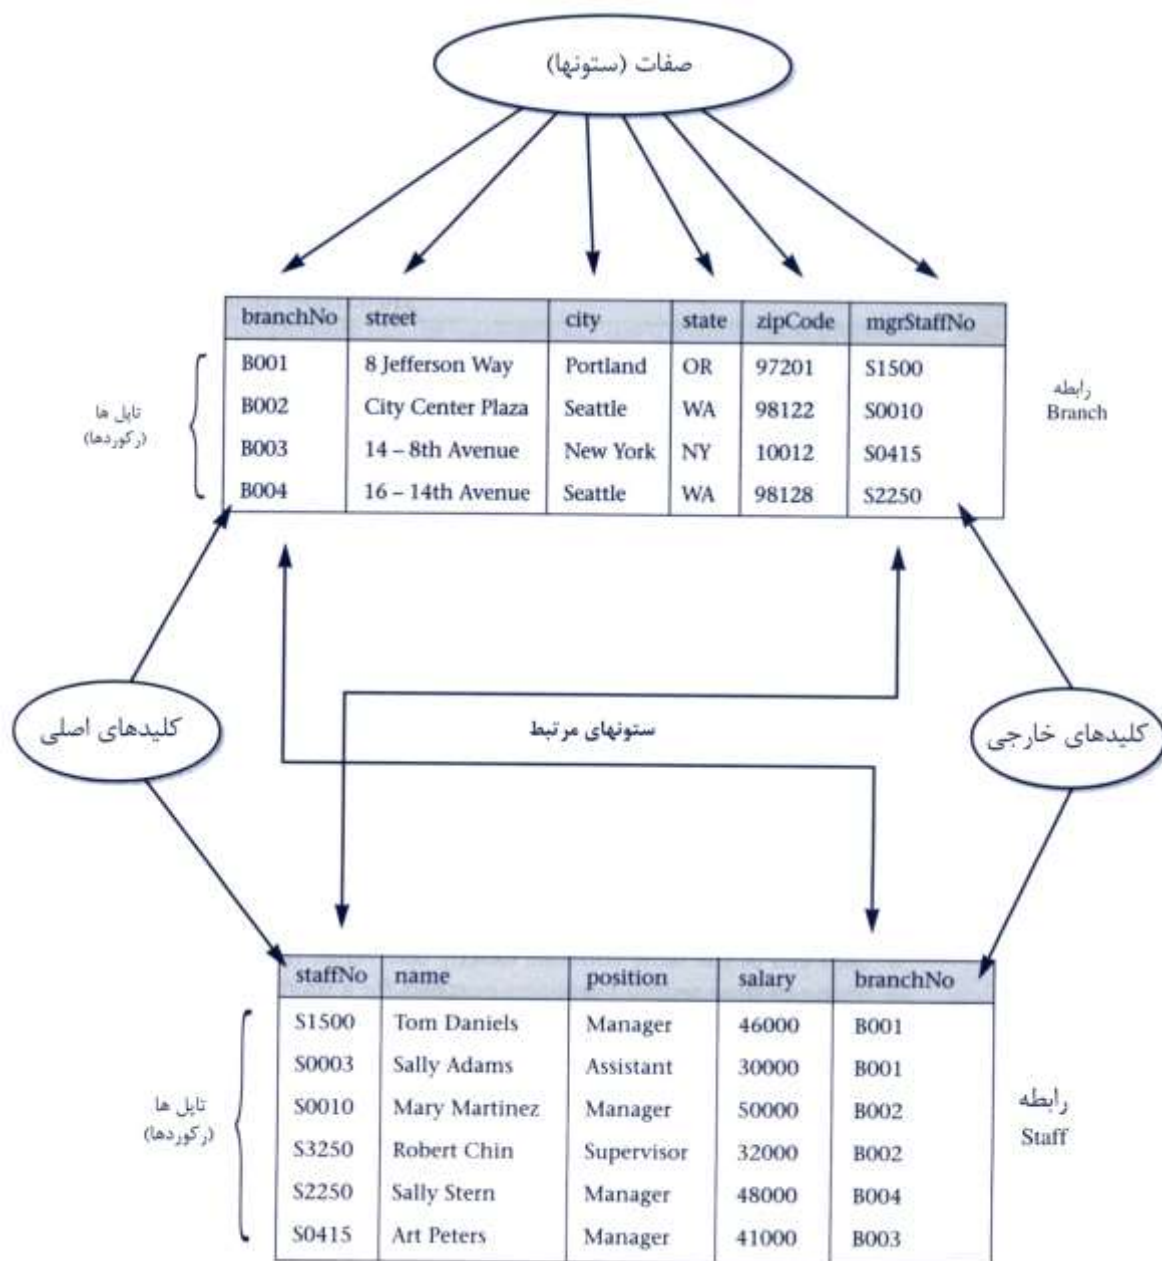 صفات (ستونها)
branchNo street city state zipCode mgrStaffNo
B001 8 Jefferson Way Portland OR 97201 S1500
B002 City Center Plaza Seattle WA 98122 S0010
B003 14 – 8th Avenue New York NY 10012 S0415
B004 16 – 14th Avenue Seattle WA 98128 S2250
رابطه
Branch
تاپل ها
(رکوردها)
کلیدهای اصلی
ستونهای مرتبط
کلیدهای خارجی
staffNo name position salary branchNo
S1500 Tom Daniels Manager 46000 B001
S0003 Sally Adams Assistant 30000 B001
S0010 Mary Martinez Manager 50000 B002
S3250 Robert Chin Supervisor 32000 B002
S2250 Sally Stern Manager 48000 B004
S0415 Art Peters Manager 41000 B003
رابطه
Staff
تاپل ها
(رکوردها)